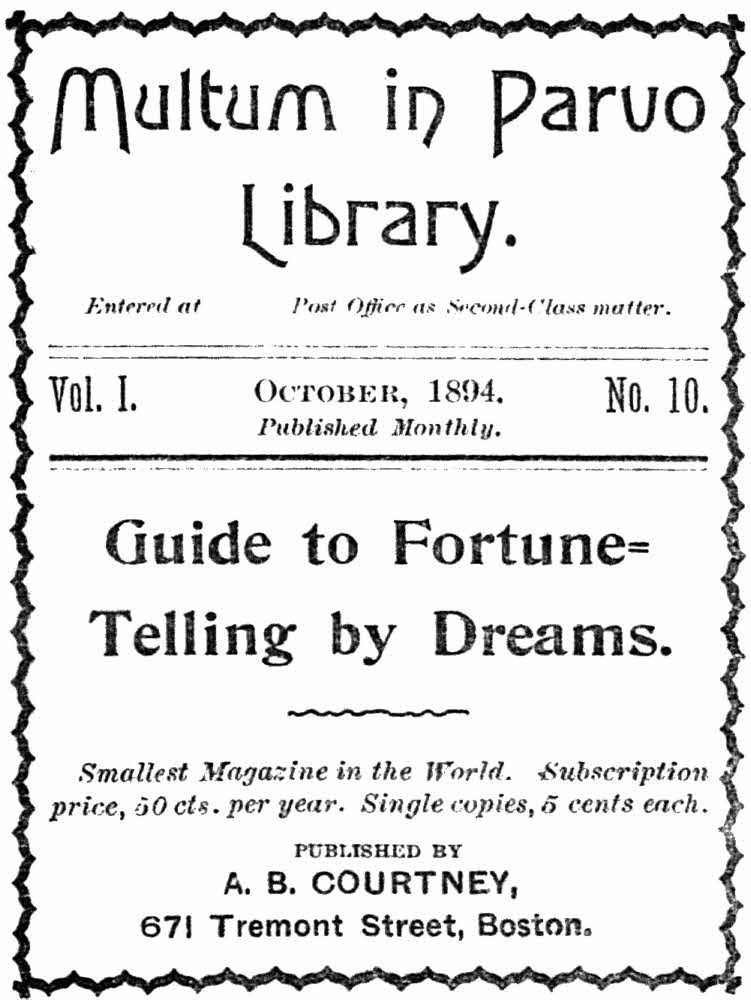 Multum in Parvo
Library.
Entered at Post Office as Second-Class matter.
Vol. I. OCTOBER, 1894. No. 10.
Published Monthly.
Guide to Fortune=
Telling by Dreams.
Smallest Magazine in the World. Subscription
price, 50 cts. per year. Single copies, 5 cents each.
PUBLISHED BY
A. B. COURTNEY,
671 Tremont Street, Boston.